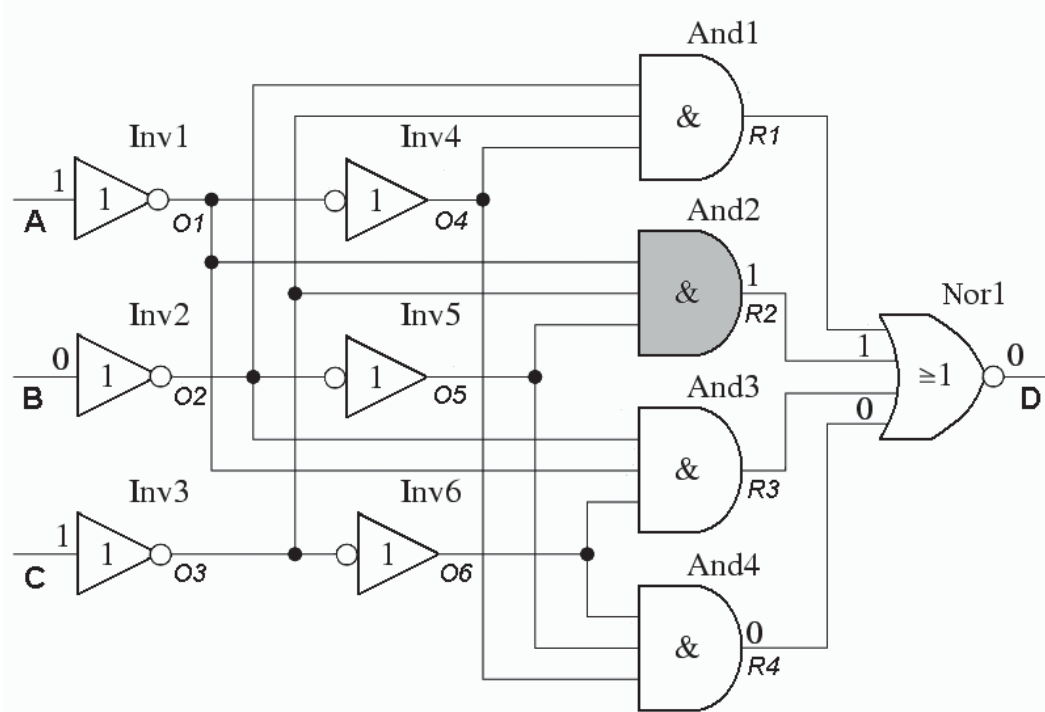 And1
&
R1
Inv1
Inv4
1
1
1
A
O1
O4
And2
&
1
R2
Inv2
Inv5
Nor1
0
1
1
B
O2
O5
1
0
≧1
0
D
And3
&
R3
Inv3
Inv6
1
1
1
C
O3
O6
And4
&
0
R4